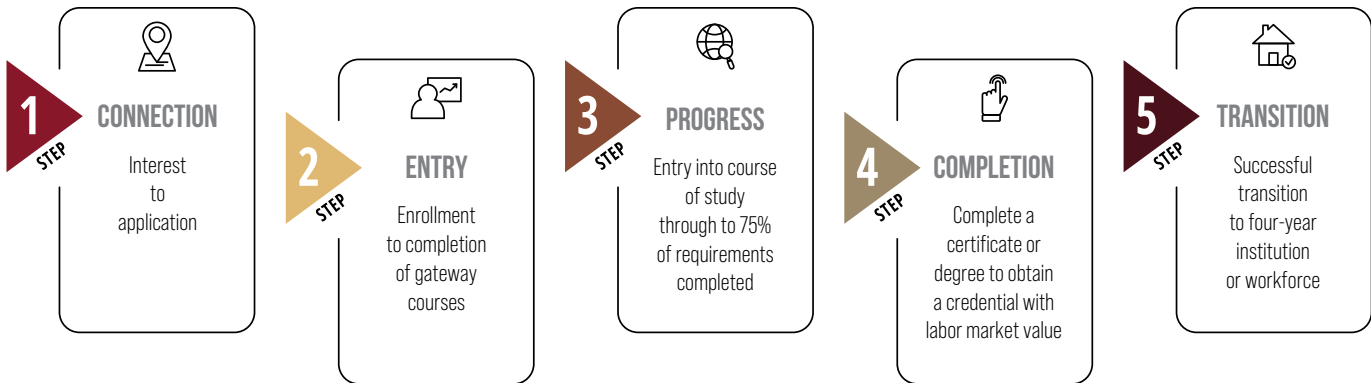 1
STEP
CONNECTION
Interest
to
application
2
STEP
ENTRY
Enrollment
to completion
of gateway
courses
3
STEP
PROGRESS
Entry into course
of study
through to 75%
of requirements
completed
4
STEP
COMPLETION
Complete a
certificate or
degree to obtain
a credential with
labor market value
5
STEP
TRANSITION
Successful
transition
to four-year
institution
or workforce